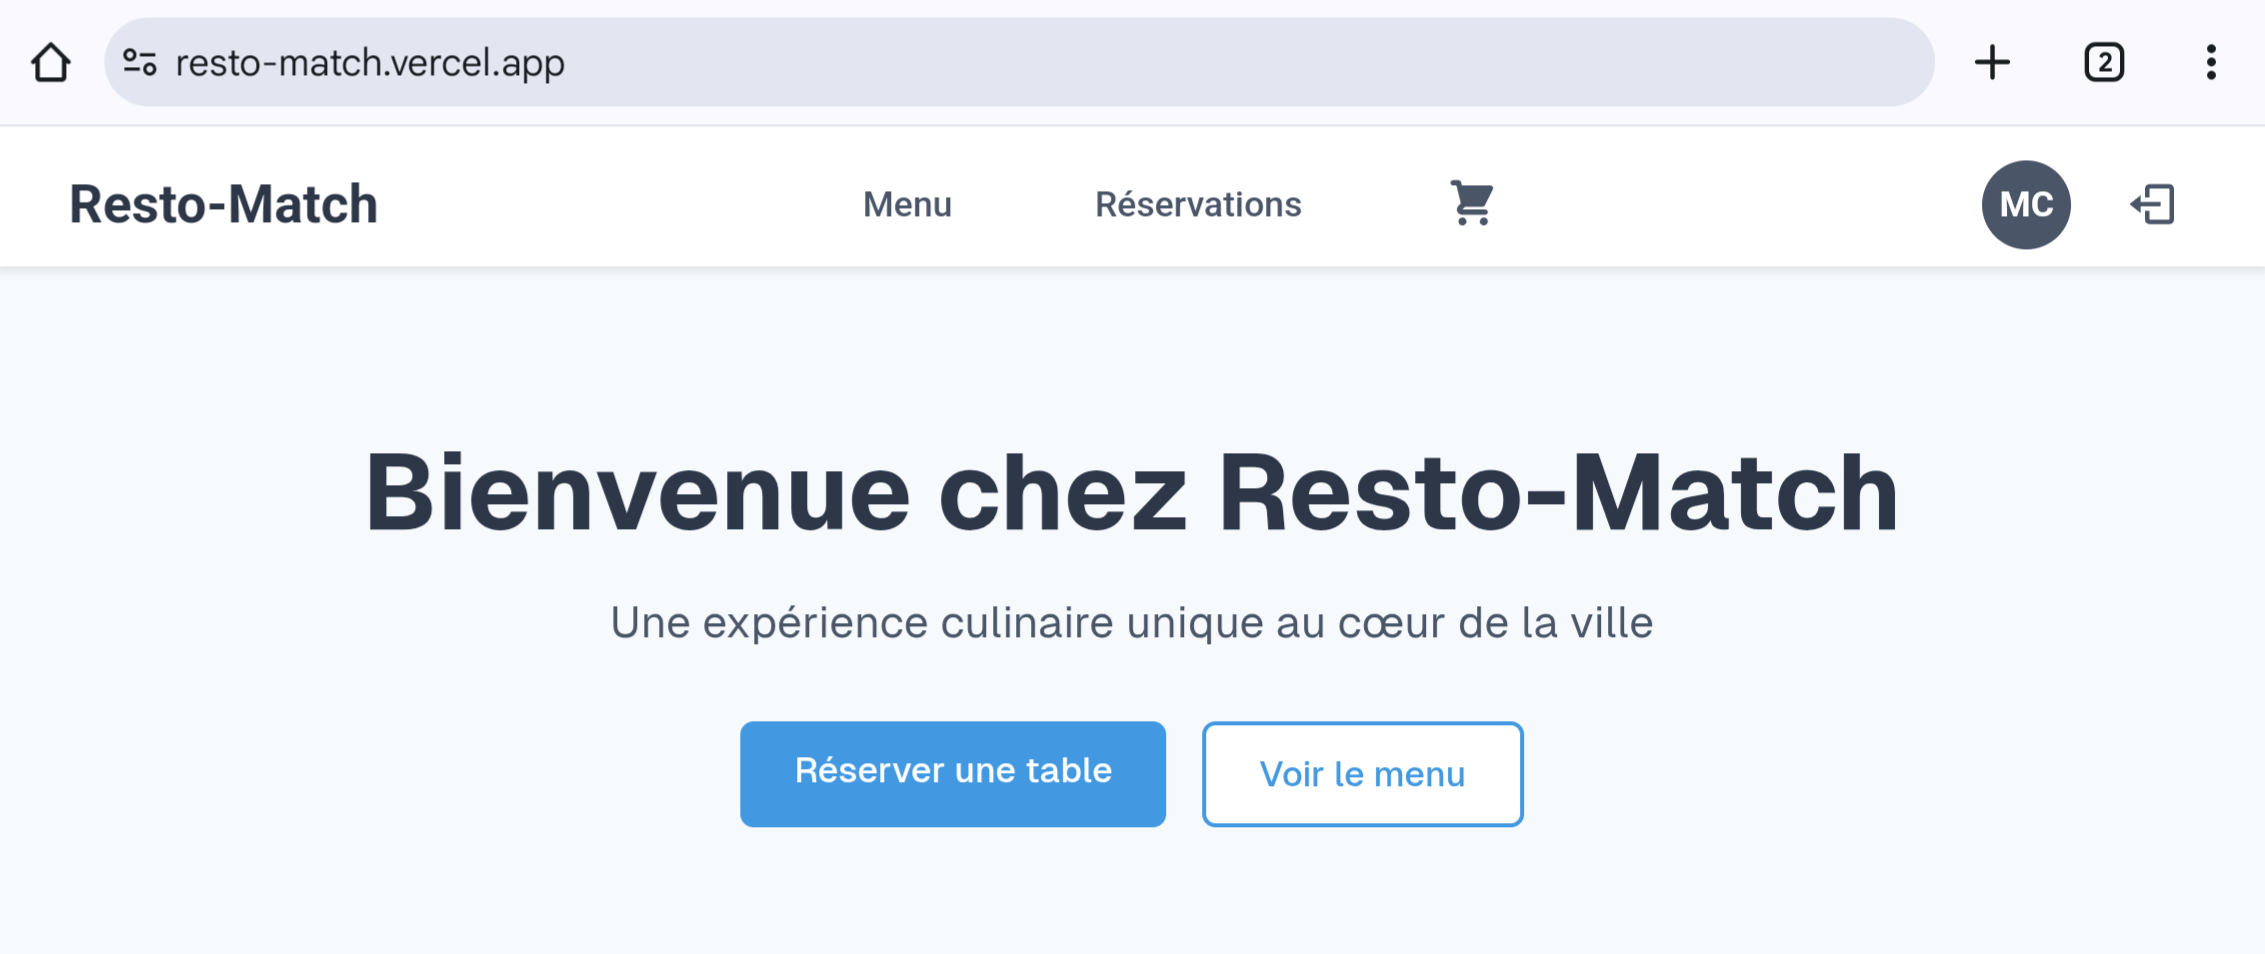 resto-match.vercel.app
2
Resto-Match Menu Réservations MC
Bienvenue chez Resto-Match
Une expérience culinaire unique au cœur de la ville
Réserver une table Voir le menu